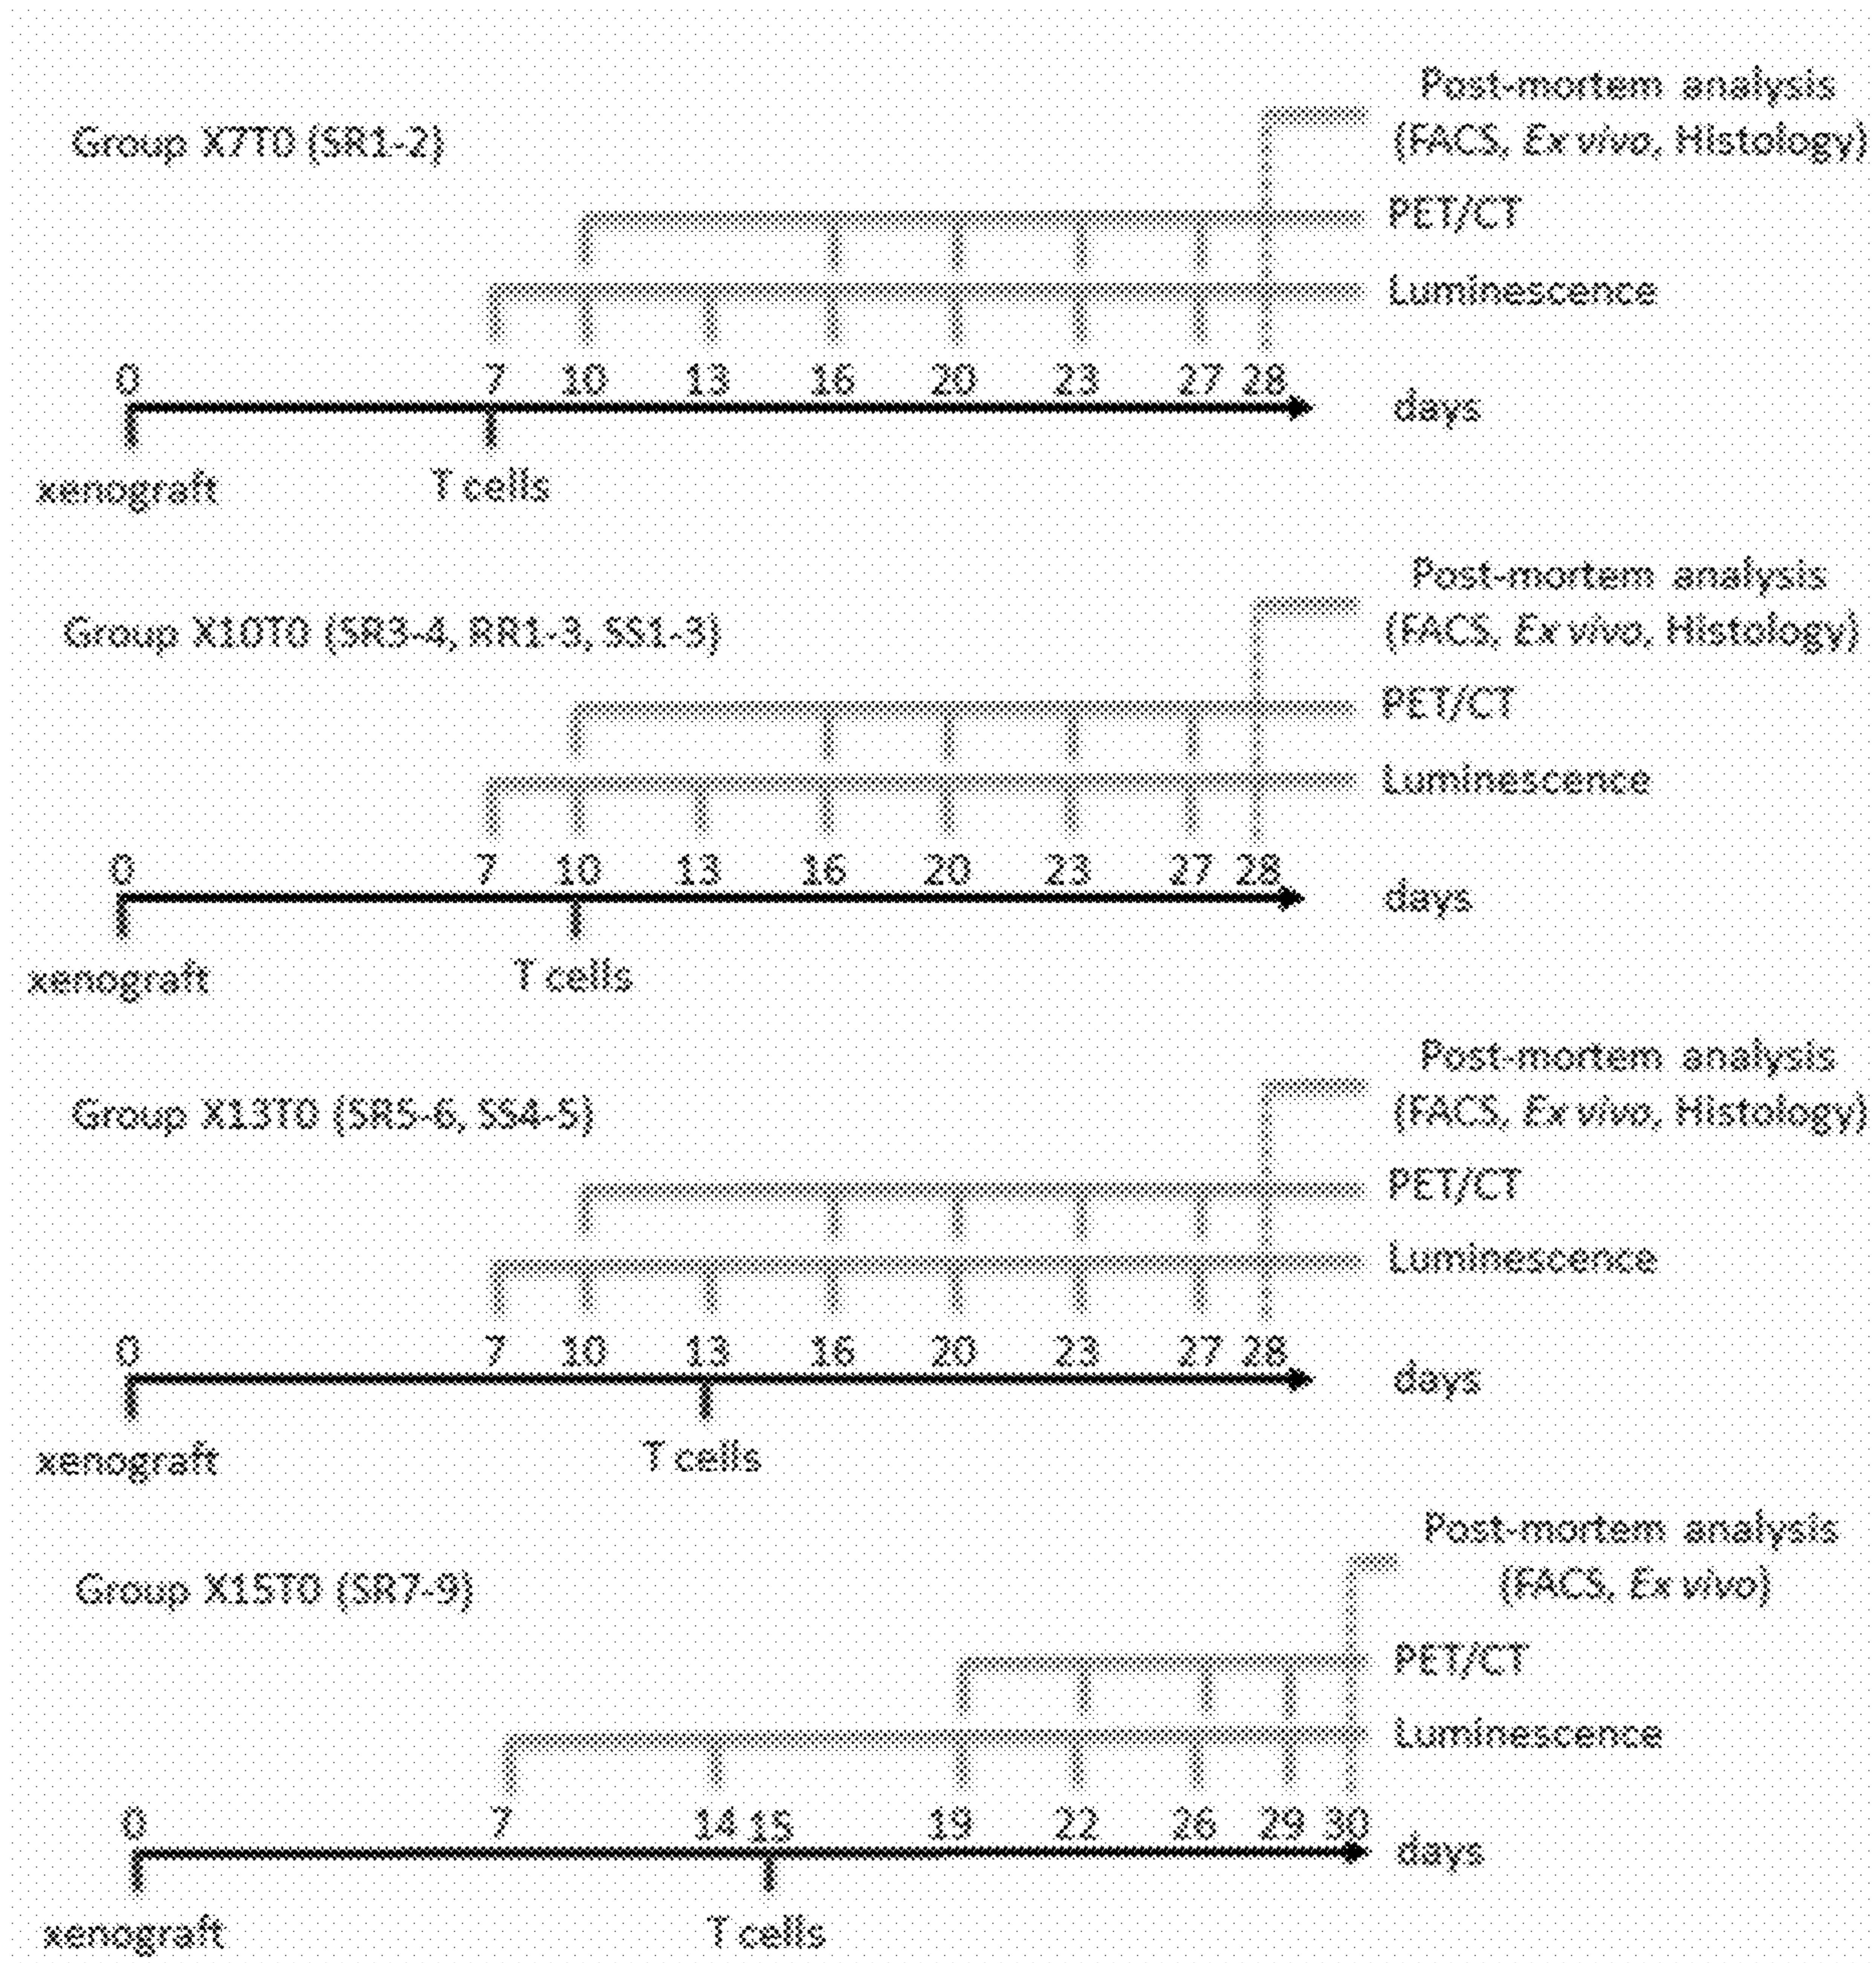 Post-mortem analysis
Group X7T0 (SR1-2)
(FACS, Ex vivo, Histology)
PET/CT
Luminescence
0 7 10 13 16 20 23 27 28
days
xenograft T cells
Post-mortem analysis
Group X10T0 (SR3-4, RR1-3, SS1-3)
(FACS, Ex vivo, Histology)
PET/CT
Luminescence
0 7 10 13 16 20 23 27 28
days
xenograft T cells
Post-mortem analysis
Group X13T0 (SR5-6, SS4-5)
(FACS, Ex vivo, Histology)
PET/CT
Luminescence
0 7 10 13 16 20 23 27 28
days
xenograft T cells
Post-mortem analysis
Group X15T0 (SR7-9)
(FACS, Ex vivo)
PET/CT
Luminescence
0 7 14 15 19 22 26 29 30
days
xenograft T cells